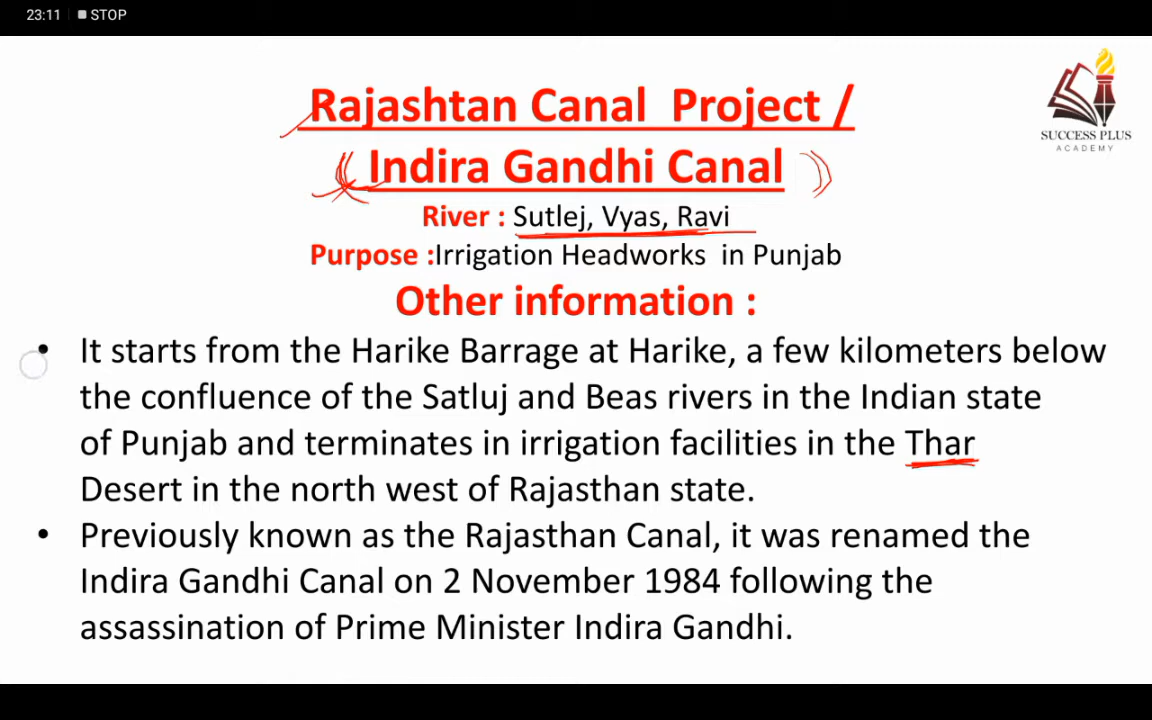 23:11 STOP
Rajashtan Canal Project /
Indira Gandhi Canal
SUCCESS PLUS
ACADEMY
River : Sutlej, Vyas, Ravi
Purpose :Irrigation Headworks in Punjab
Other information :
• It starts from the Harike Barrage at Harike, a few kilometers below
the confluence of the Satluj and Beas rivers in the Indian state
of Punjab and terminates in irrigation facilities in the Thar
Desert in the north west of Rajasthan state.
• Previously known as the Rajasthan Canal, it was renamed the
Indira Gandhi Canal on 2 November 1984 following the
assassination of Prime Minister Indira Gandhi.